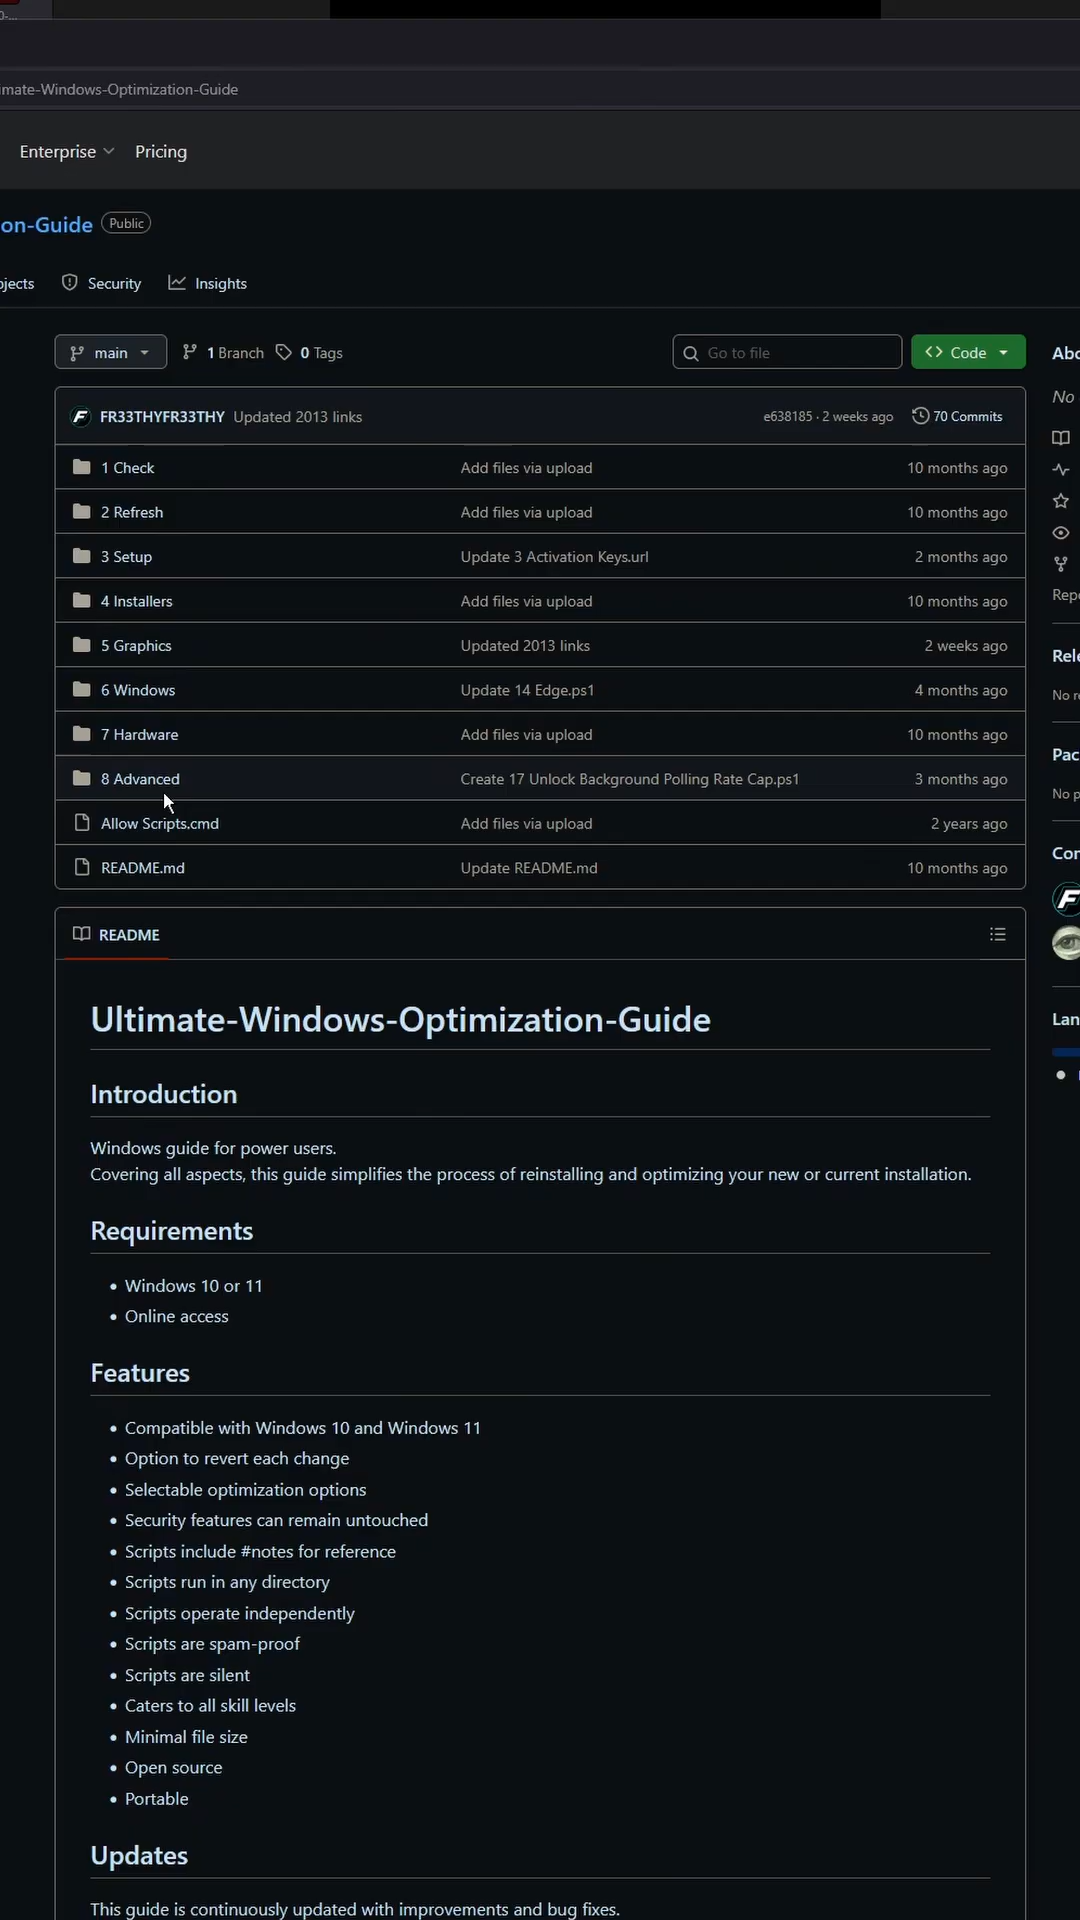 0-...
imate-Windows-Optimization-Guide
Enterprise Pricing
on-Guide Public
ojects Security Insights
main 1 Branch 0 Tags Go to file Code
FR33THYFR33THY Updated 2013 links e638185 · 2 weeks ago 70 Commits
1 Check Add files via upload 10 months ago
2 Refresh Add files via upload 10 months ago
3 Setup Update 3 Activation Keys.url 2 months ago
4 Installers Add files via upload 10 months ago
5 Graphics Updated 2013 links 2 weeks ago
6 Windows Update 14 Edge.ps1 4 months ago
7 Hardware Add files via upload 10 months ago
8 Advanced Create 17 Unlock Background Polling Rate Cap.ps1 3 months ago
Allow Scripts.cmd Add files via upload 2 years ago
README.md Update README.md 10 months ago
README
Ultimate-Windows-Optimization-Guide
Introduction
Windows guide for power users.
Covering all aspects, this guide simplifies the process of reinstalling and optimizing your new or current installation.
Requirements
• Windows 10 or 11
• Online access
Features
• Compatible with Windows 10 and Windows 11
• Option to revert each change
• Selectable optimization options
• Security features can remain untouched
• Scripts include #notes for reference
• Scripts run in any directory
• Scripts operate independently
• Scripts are spam-proof
• Scripts are silent
• Caters to all skill levels
• Minimal file size
• Open source
• Portable
Updates
This guide is continuously updated with improvements and bug fixes.
Abo
No
Repo
Rele
No re
Pac
No p
Con
Lan